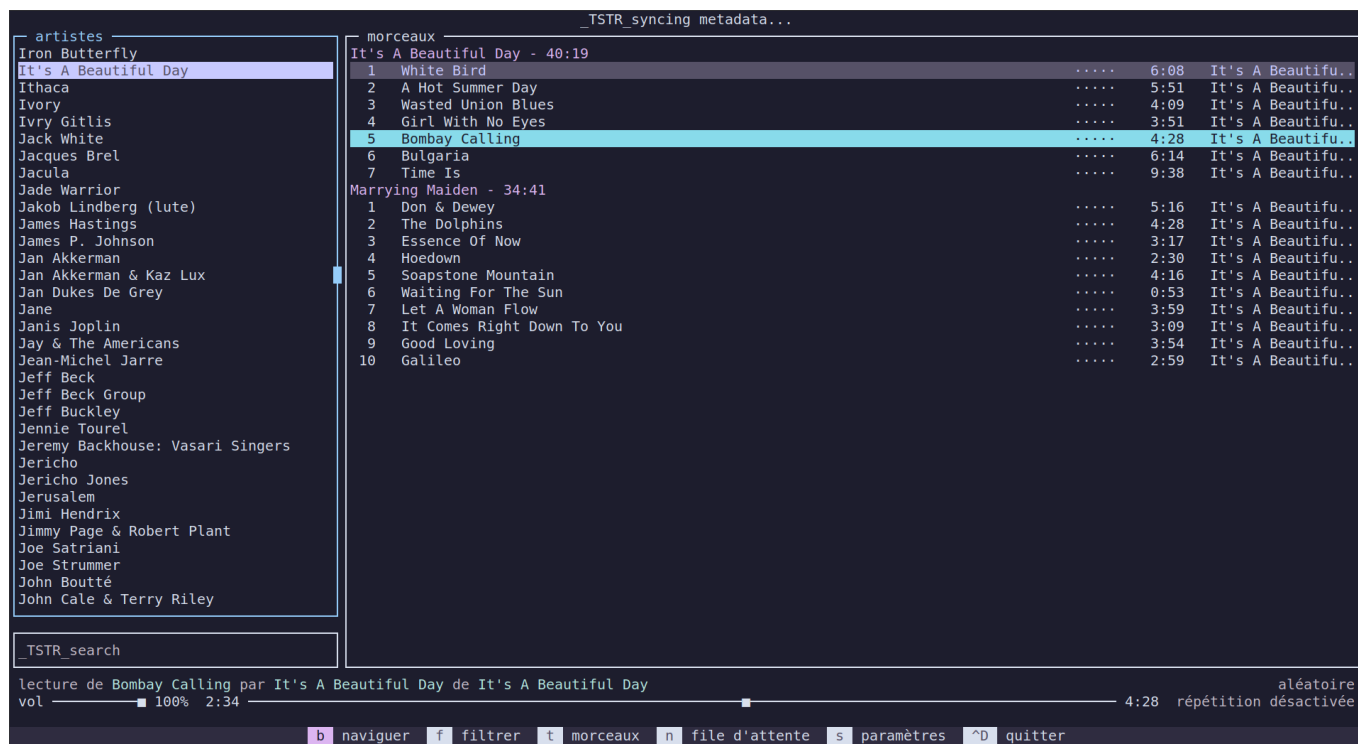 _TSTR_syncing metadata...
artistes
Iron Butterfly
It's A Beautiful Day
Ithaca
Ivory
Ivry Gitlis
Jack White
Jacques Brel
Jacula
Jade Warrior
Jakob Lindberg (lute)
James Hastings
James P. Johnson
Jan Akkerman
Jan Akkerman & Kaz Lux
Jan Dukes De Grey
Jane
Janis Joplin
Jay & The Americans
Jean-Michel Jarre
Jeff Beck
Jeff Beck Group
Jeff Buckley
Jennie Tourel
Jeremy Backhouse: Vasari Singers
Jericho
Jericho Jones
Jerusalem
Jimi Hendrix
Jimmy Page & Robert Plant
Joe Satriani
Joe Strummer
John Boutté
John Cale & Terry Riley
_TSTR_search
morceaux
It's A Beautiful Day - 40:19
1 White Bird ····· 6:08 It's A Beautifu..
2 A Hot Summer Day ····· 5:51 It's A Beautifu..
3 Wasted Union Blues ····· 4:09 It's A Beautifu..
4 Girl With No Eyes ····· 3:51 It's A Beautifu..
5 Bombay Calling ····· 4:28 It's A Beautifu..
6 Bulgaria ····· 6:14 It's A Beautifu..
7 Time Is ····· 9:38 It's A Beautifu..
Marrying Maiden - 34:41
1 Don & Dewey ····· 5:16 It's A Beautifu..
2 The Dolphins ····· 4:28 It's A Beautifu..
3 Essence Of Now ····· 3:17 It's A Beautifu..
4 Hoedown ····· 2:30 It's A Beautifu..
5 Soapstone Mountain ····· 4:16 It's A Beautifu..
6 Waiting For The Sun ····· 0:53 It's A Beautifu..
7 Let A Woman Flow ····· 3:59 It's A Beautifu..
8 It Comes Right Down To You ····· 3:09 It's A Beautifu..
9 Good Loving ····· 3:54 It's A Beautifu..
10 Galileo ····· 2:59 It's A Beautifu..
lecture de Bombay Calling par It's A Beautiful Day de It's A Beautiful Day aléatoire
vol 100% 2:34 4:28 répétition désactivée
b naviguer f filtrer t morceaux n file d'attente s paramètres ^D quitter